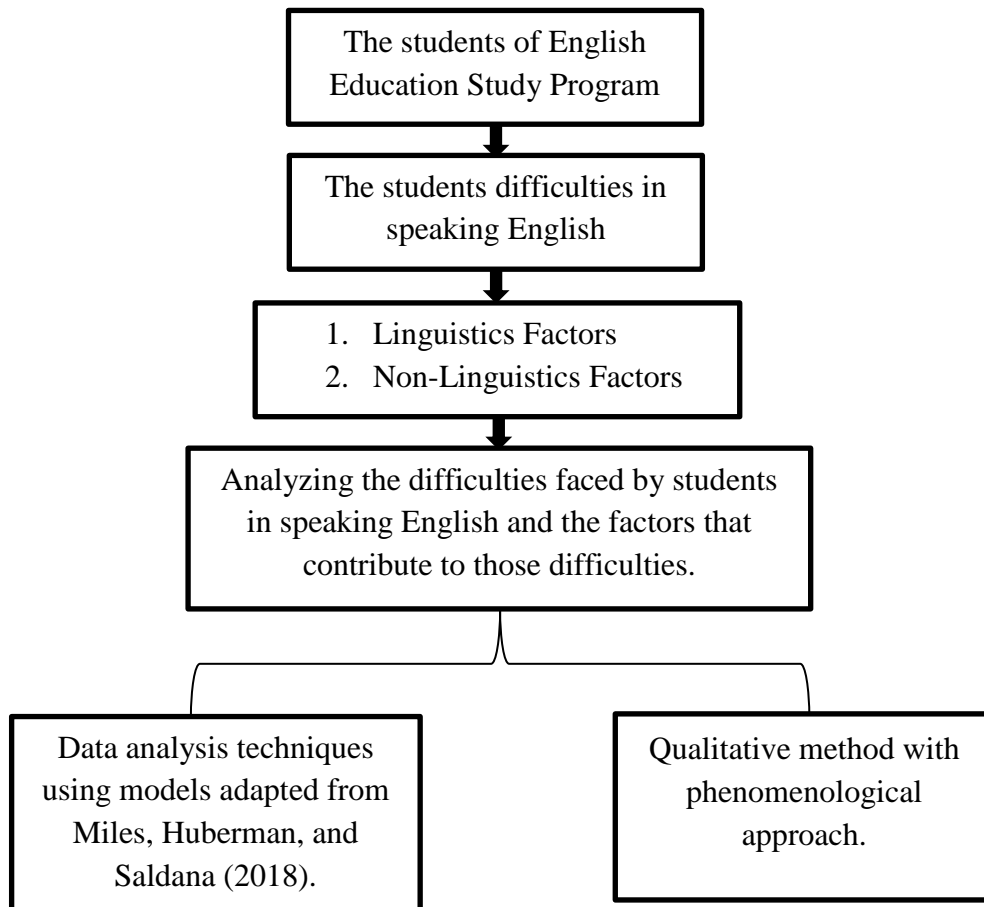 The students of English
Education Study Program
The students difficulties in
speaking English
1. Linguistics Factors
2. Non-Linguistics Factors
Analyzing the difficulties faced by students
in speaking English and the factors that
contribute to those difficulties.
Data analysis techniques
using models adapted from
Miles, Huberman, and
Saldana (2018).
Qualitative method with
phenomenological
approach.